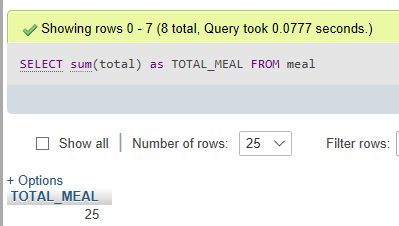 Showing rows 0 - 7 (8 total, Query took 0.0777 seconds.)
SELECT sum(total) as TOTAL_MEAL FROM meal
Show all | Number of rows: 25 Filter rows:
+ Options
TOTAL_MEAL
25